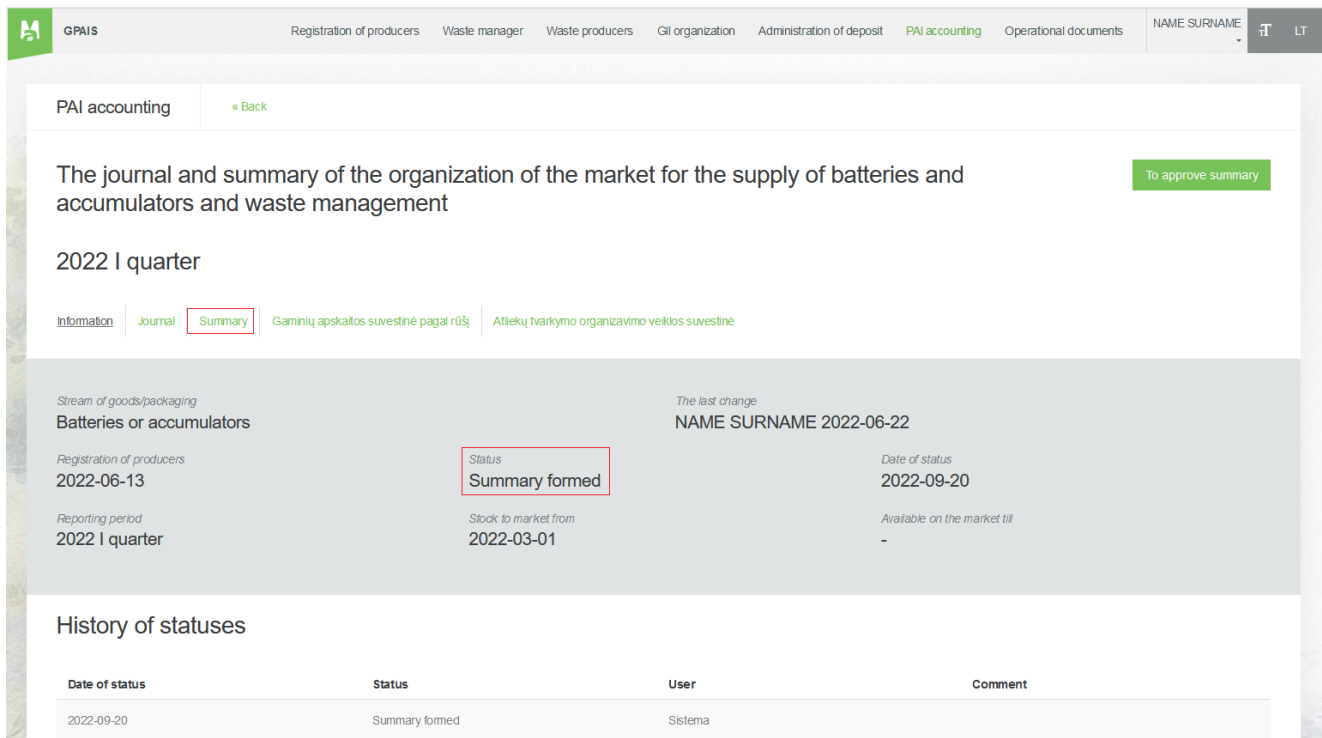 GPAIS
Registration of producers Waste manager Waste producers GII organization Administration of deposit PAI accounting Operational documents NAME SURNAME LT
PAI accounting « Back
The journal and summary of the organization of the market for the supply of batteries and
accumulators and waste management
To approve summary
2022 I quarter
Information Journal Summary Gaminių apskaitos suvestinė pagal rūšį Atliekų tvarkymo organizavimo veiklos suvestinė
Stream of goods/packaging The last change
Batteries or accumulators NAME SURNAME 2022-06-22
Registration of producers Status Date of status
2022-06-13 Summary formed 2022-09-20
Reporting period Stock to market from Available on the market till
2022 I quarter 2022-03-01 -
History of statuses
Date of status Status User Comment
2022-09-20 Summary formed Sistema